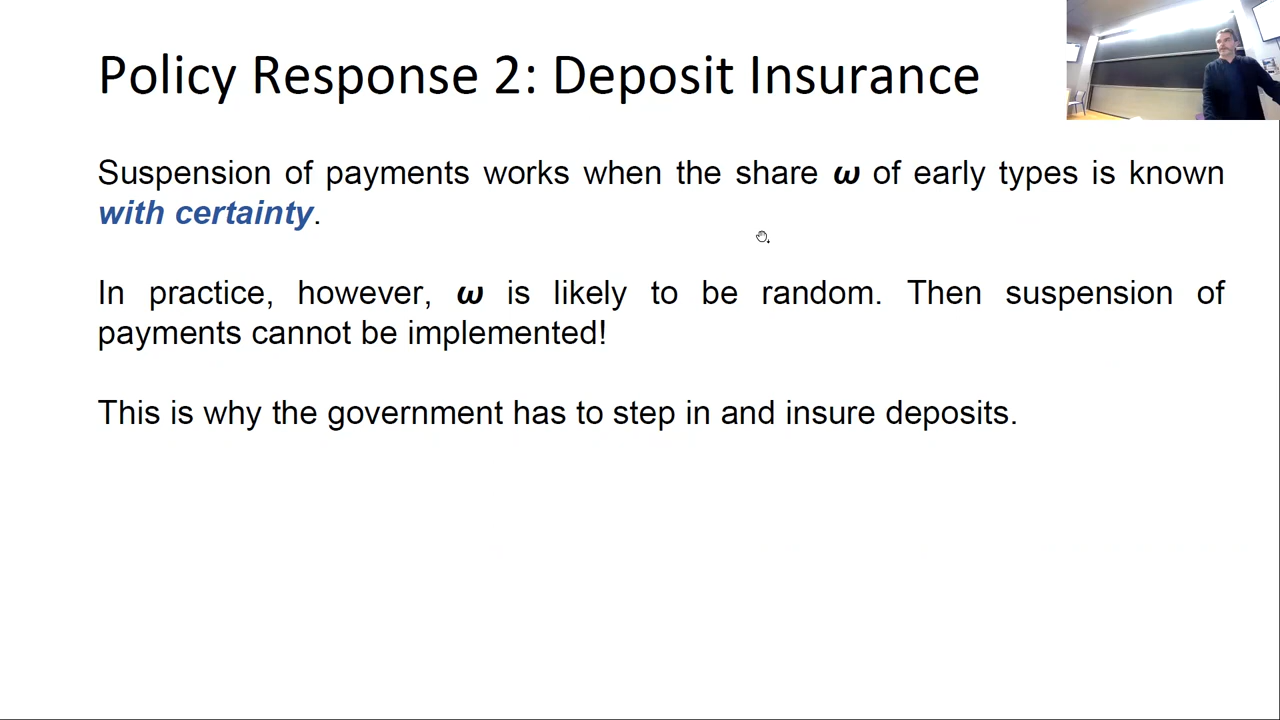 Policy Response 2: Deposit Insurance
Suspension of payments works when the share ω of early types is known
with certainty.
In practice, however, ω is likely to be random. Then suspension of
payments cannot be implemented!
This is why the government has to step in and insure deposits.